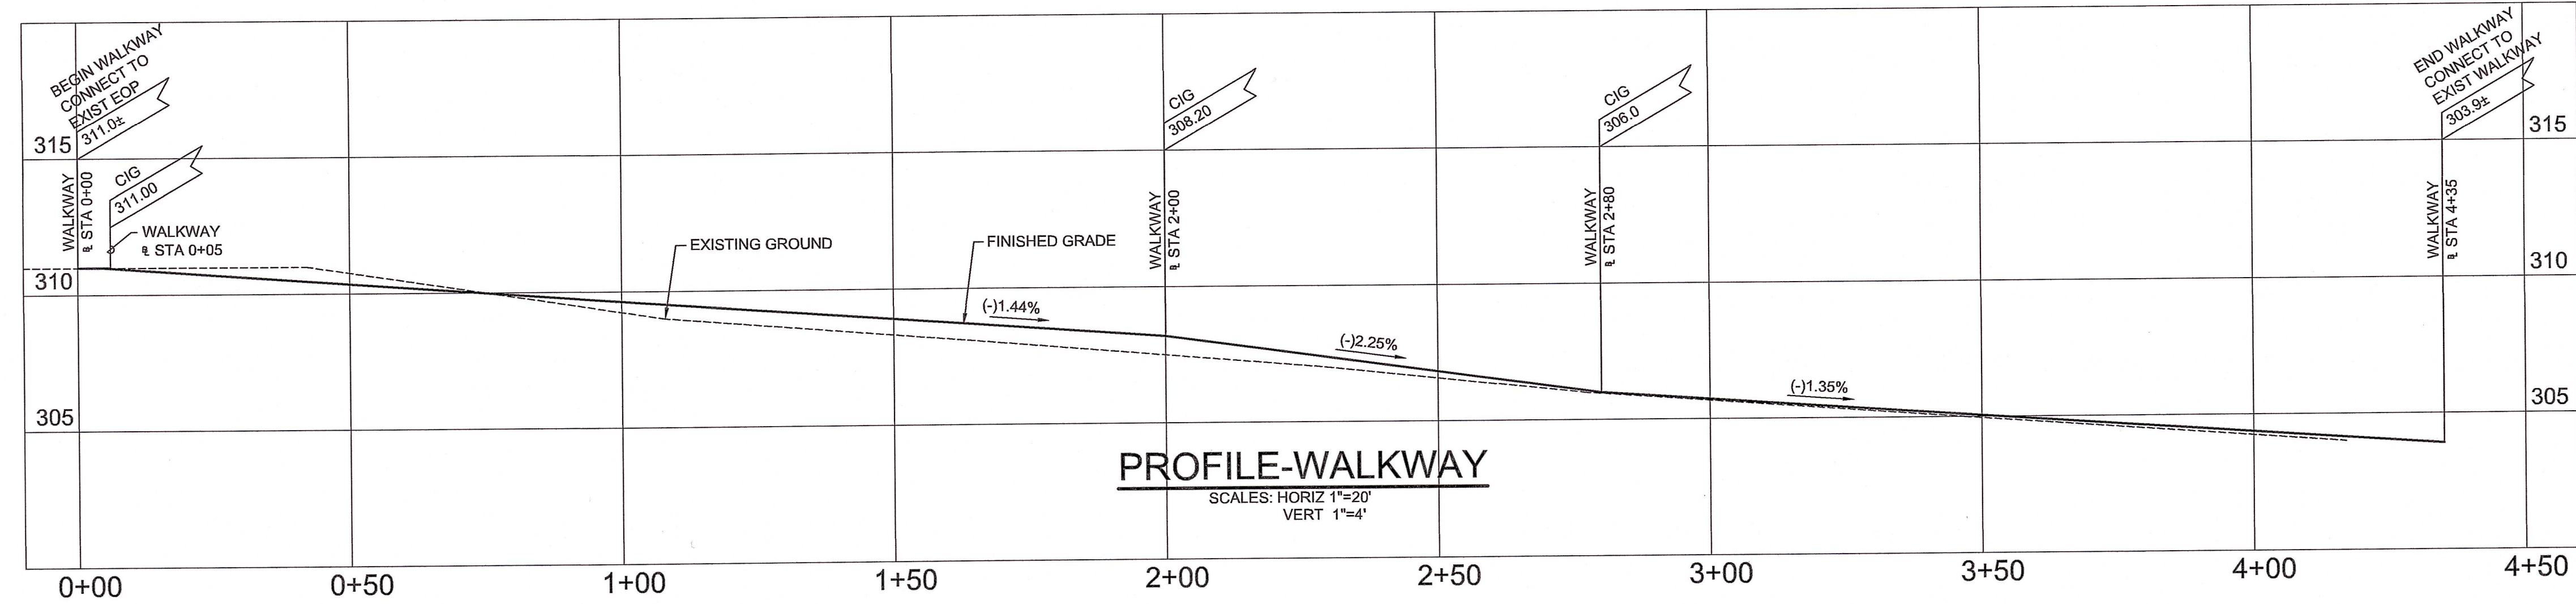 BEGIN WALKWAY
CONNECT TO
EXIST EOP
311.0±
CIG
311.00
WALKWAY
℄ STA 0+00
WALKWAY
℄ STA 0+05
EXISTING GROUND
FINISHED GRADE
(-)1.44%
CIG
308.20
WALKWAY
℄ STA 2+00
(-)2.25%
CIG
306.0
WALKWAY
℄ STA 2+80
(-)1.35%
END WALKWAY
CONNECT TO
EXIST WALKWAY
303.9±
WALKWAY
℄ STA 4+35
315
310
305
315
310
305
PROFILE-WALKWAY
SCALES: HORIZ 1"=20'
VERT 1"=4'
0+00
0+50
1+00
1+50
2+00
2+50
3+00
3+50
4+00
4+50